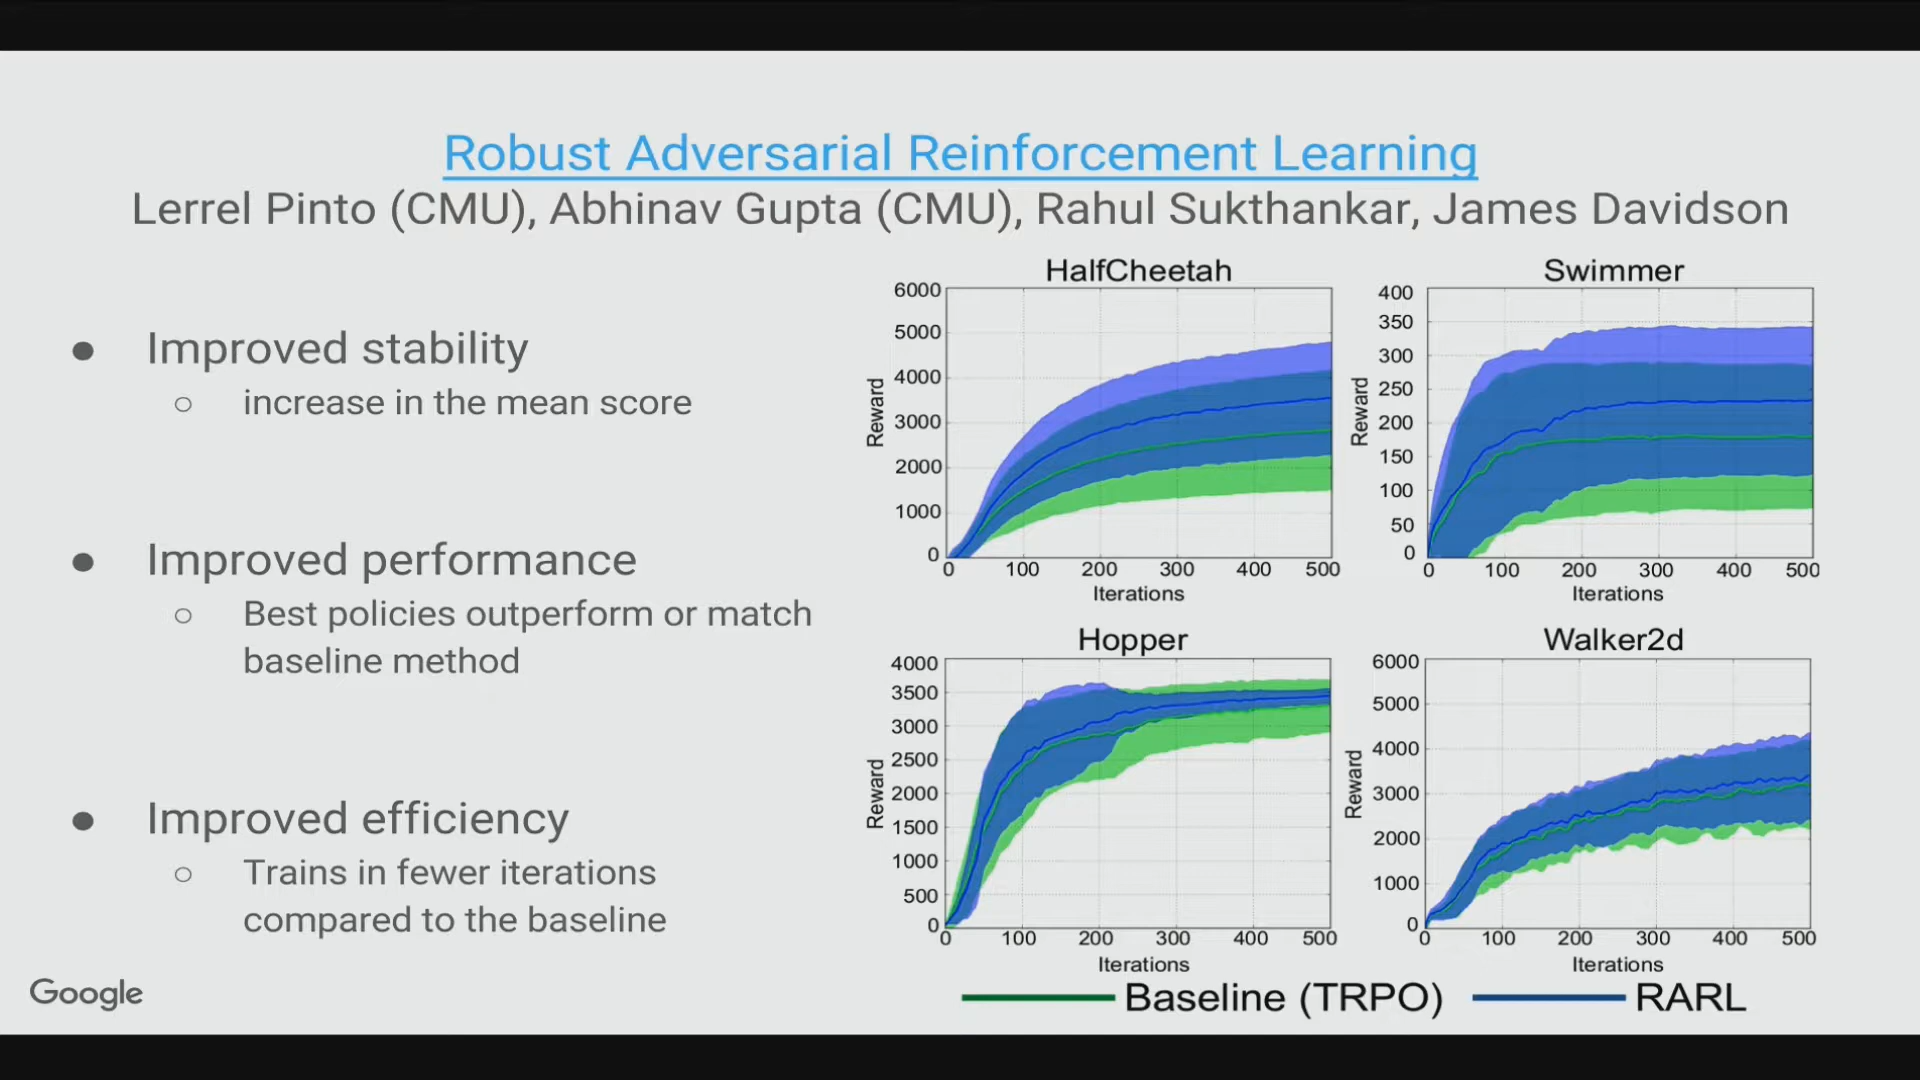 Robust Adversarial Reinforcement Learning
Lerrel Pinto (CMU), Abhinav Gupta (CMU), Rahul Sukthankar, James Davidson
● Improved stability
○ increase in the mean score
● Improved performance
○ Best policies outperform or match
baseline method
● Improved efficiency
○ Trains in fewer iterations
compared to the baseline
HalfCheetah
6000
5000
4000
3000
2000
1000
0
Reward
0 100 200 300 400 500
Iterations
Swimmer
400
350
300
250
200
150
100
50
0
Reward
0 100 200 300 400 500
Iterations
Hopper
4000
3500
3000
2500
2000
1500
1000
500
0
Reward
0 100 200 300 400 500
Iterations
Walker2d
6000
5000
4000
3000
2000
1000
0
Reward
0 100 200 300 400 500
Iterations
Baseline (TRPO) RARL
Google